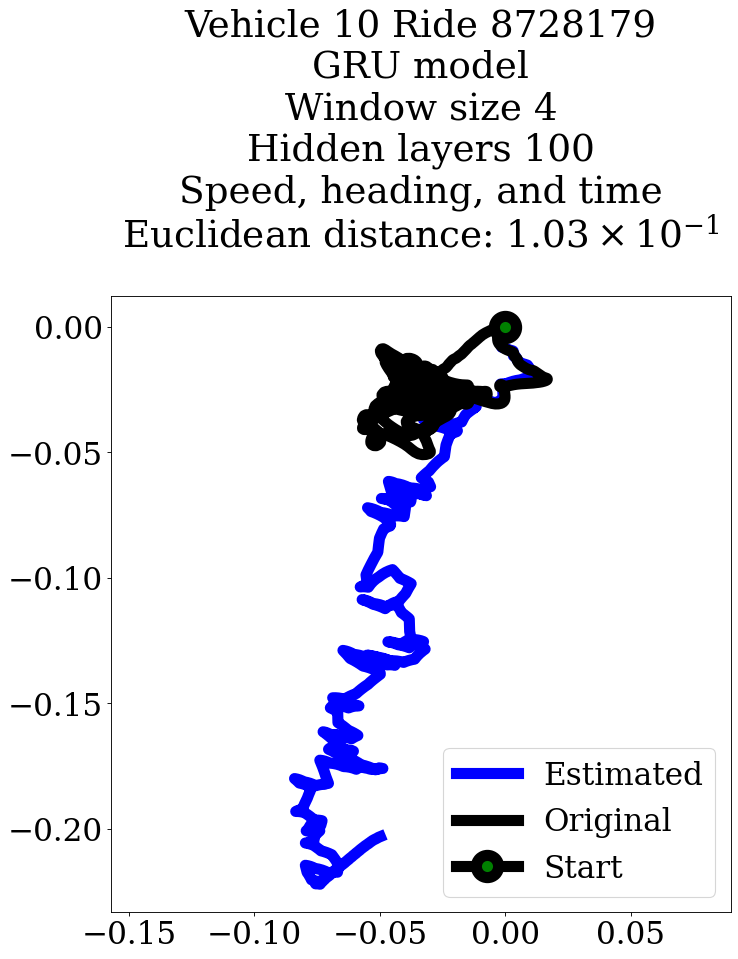 Vehicle 10 Ride 8728179
GRU model
Window size 4
Hidden layers 100
Speed, heading, and time
Euclidean distance: 1.03 × 10⁻¹
0.00
−0.05
−0.10
−0.15
−0.20
Estimated
Original
Start
−0.15 −0.10 −0.05 0.00 0.05